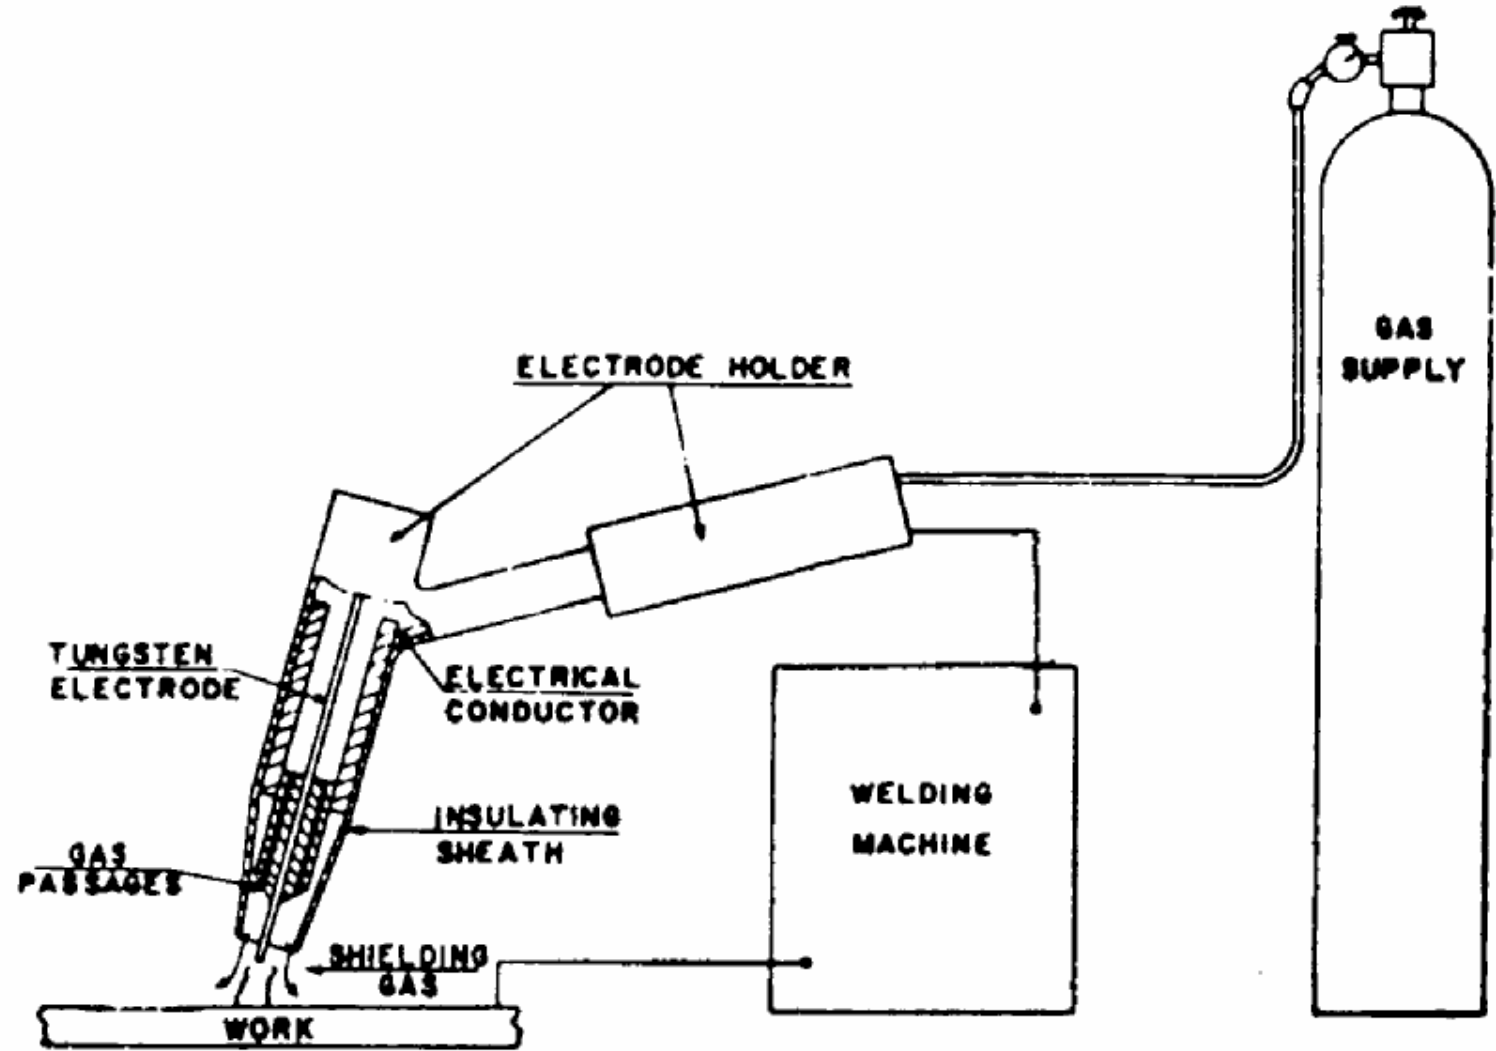 GAS
SUPPLY
ELECTRODE HOLDER
TUNGSTEN
ELECTRODE
ELECTRICAL
CONDUCTOR
WELDING
MACHINE
INSULATING
SHEATH
GAS
PASSAGES
SHIELDING
GAS
WORK